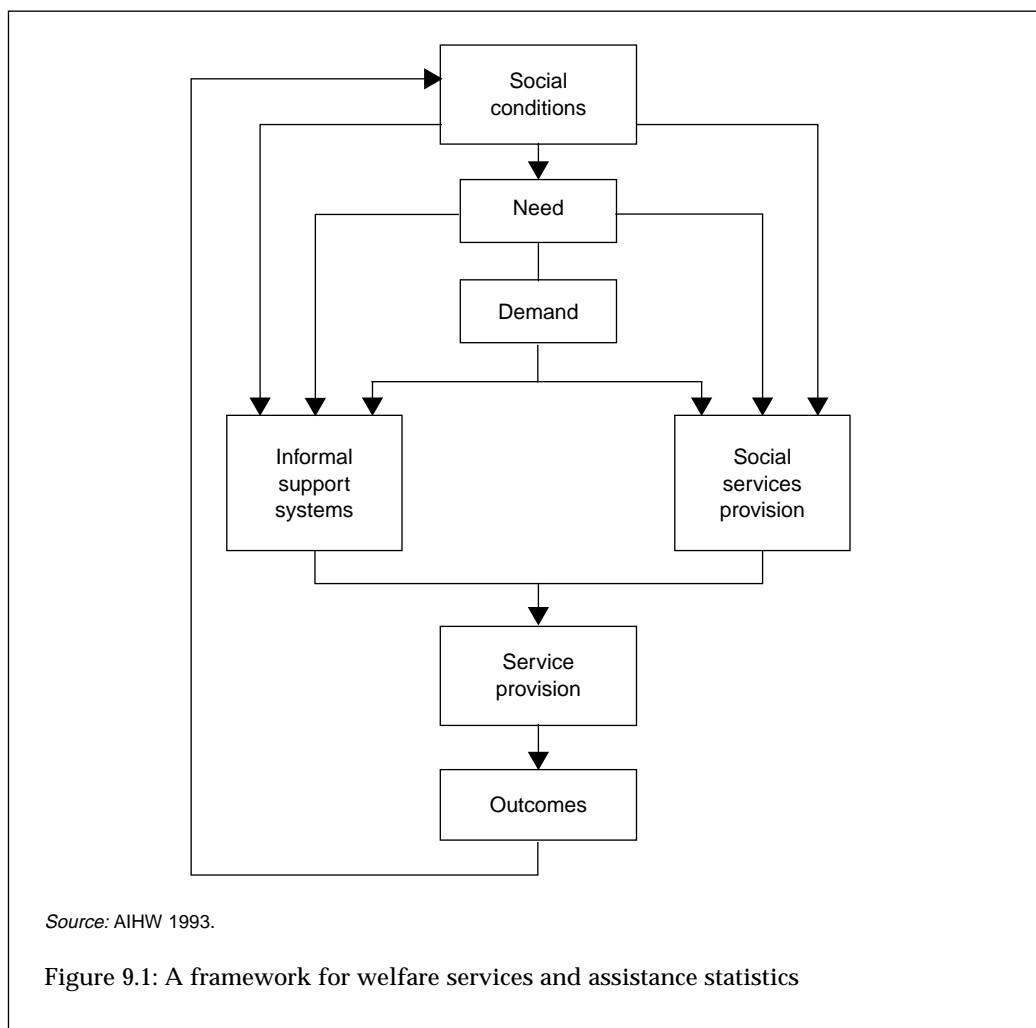 Social
conditions
Need
Demand
Informal
support
systems
Social
services
provision
Service
provision
Outcomes
Source: AIHW 1993.
Figure 9.1: A framework for welfare services and assistance statistics